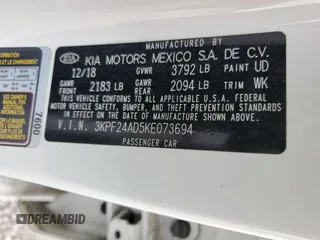 KIA MOTORS MEXICO S.A. DE C.V.
12/18 GVWR 3792 LB PAINT UD
GAWR FRONT 2183 LB GAWR REAR 2094 LB TRIM WK
THIS VEHICLE CONFORMS TO ALL APPLICABLE U.S. FEDERAL MOTOR
VEHICLE SAFETY, BUMPER, AND THEFT PREVENTION STANDARDS
IN EFFECT ON THE DATE OF MANUFACTURE SHOWN ABOVE.
V.I.N. 3KPF24AD5KE073694
PASSENGER CAR
7600
DREAMBID